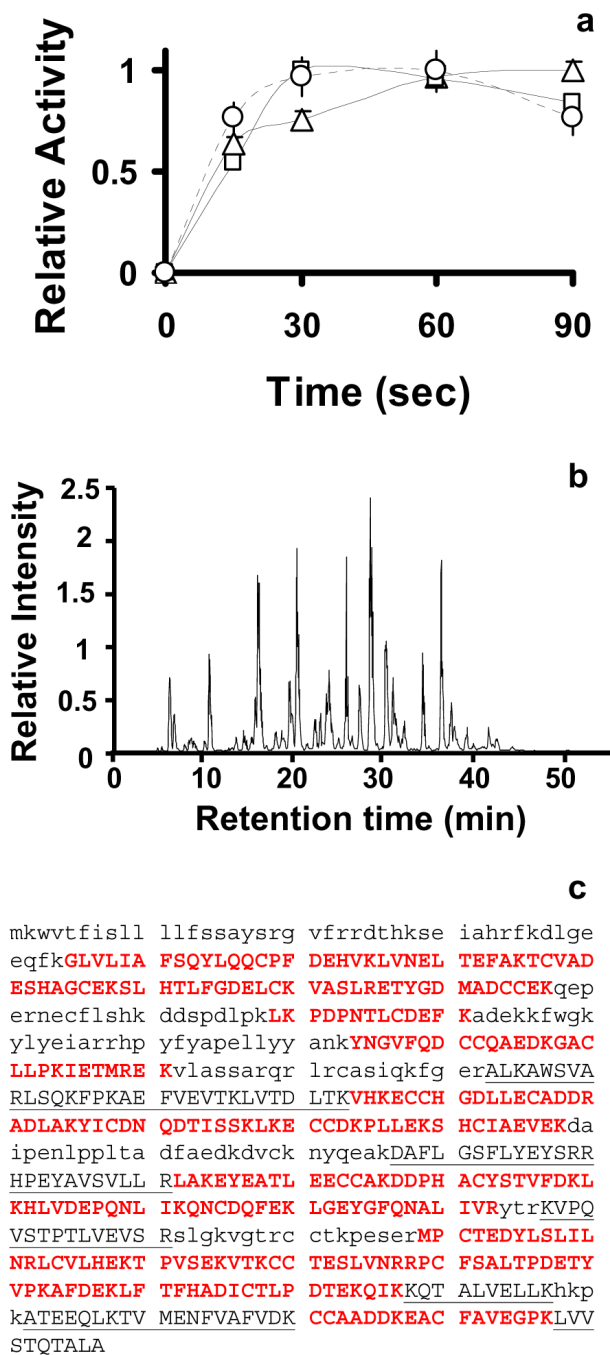 a
Relative Activity
1
0.5
0
0 30 60 90
Time (sec)
b
Relative Intensity
2.5
2
1.5
1
0.5
0
0 10 20 30 40 50
Retention time (min)
c
mkwvtfisll llfssaysrg vfrrdthkse iahrfkdlge
eqfkGLVLIA FSQYLQQCPF DEHVKLVNEL TEFAKTCVAD
ESHAGCEKSL HTLFGDELCK VASLRETYGD MADCCEKqep
ernecflshk ddspdlpkLK PDPNTLCDEF Kadekkfwgk
ylyeiarrhp yfyapellyy ankYNGVFQD CCQAEDKGAC
LLPKIETMRE Kvlassarqr lrcasiqkfg erALKAWSVA
RLSQKFPKAE FVEVTKLVTD LTKVHKECCH GDLLECADDR
ADLAKYICDN QDTISSKLKE CCDKPLLEKS HCIAEVEKda
ipenlppltad faedkdvck nyqeakDAFL GSFLYEYSRR
HPEYAVSVLL RLAKEYEATL EECCAKDDPH ACYSTVFDKL
KHLVDEPQNL IKQNCDQFEK LGEYGFQNAL IVRytrKVPQ
VSTPTLVEVS Rslgkvgtrc ctkpeserMP CTEDYLSLIL
NRLCVLHEKT PVSEKVTKCC TESLVNRRPC FSALTPDETY
VPKAFDEKLF TFHADICTLP DTEKQIKKQT ALVELLKhkp
kATEEQLKTV MENFVAFVDK CCAADDKEAC FAVEGPKLVV
STQTALA